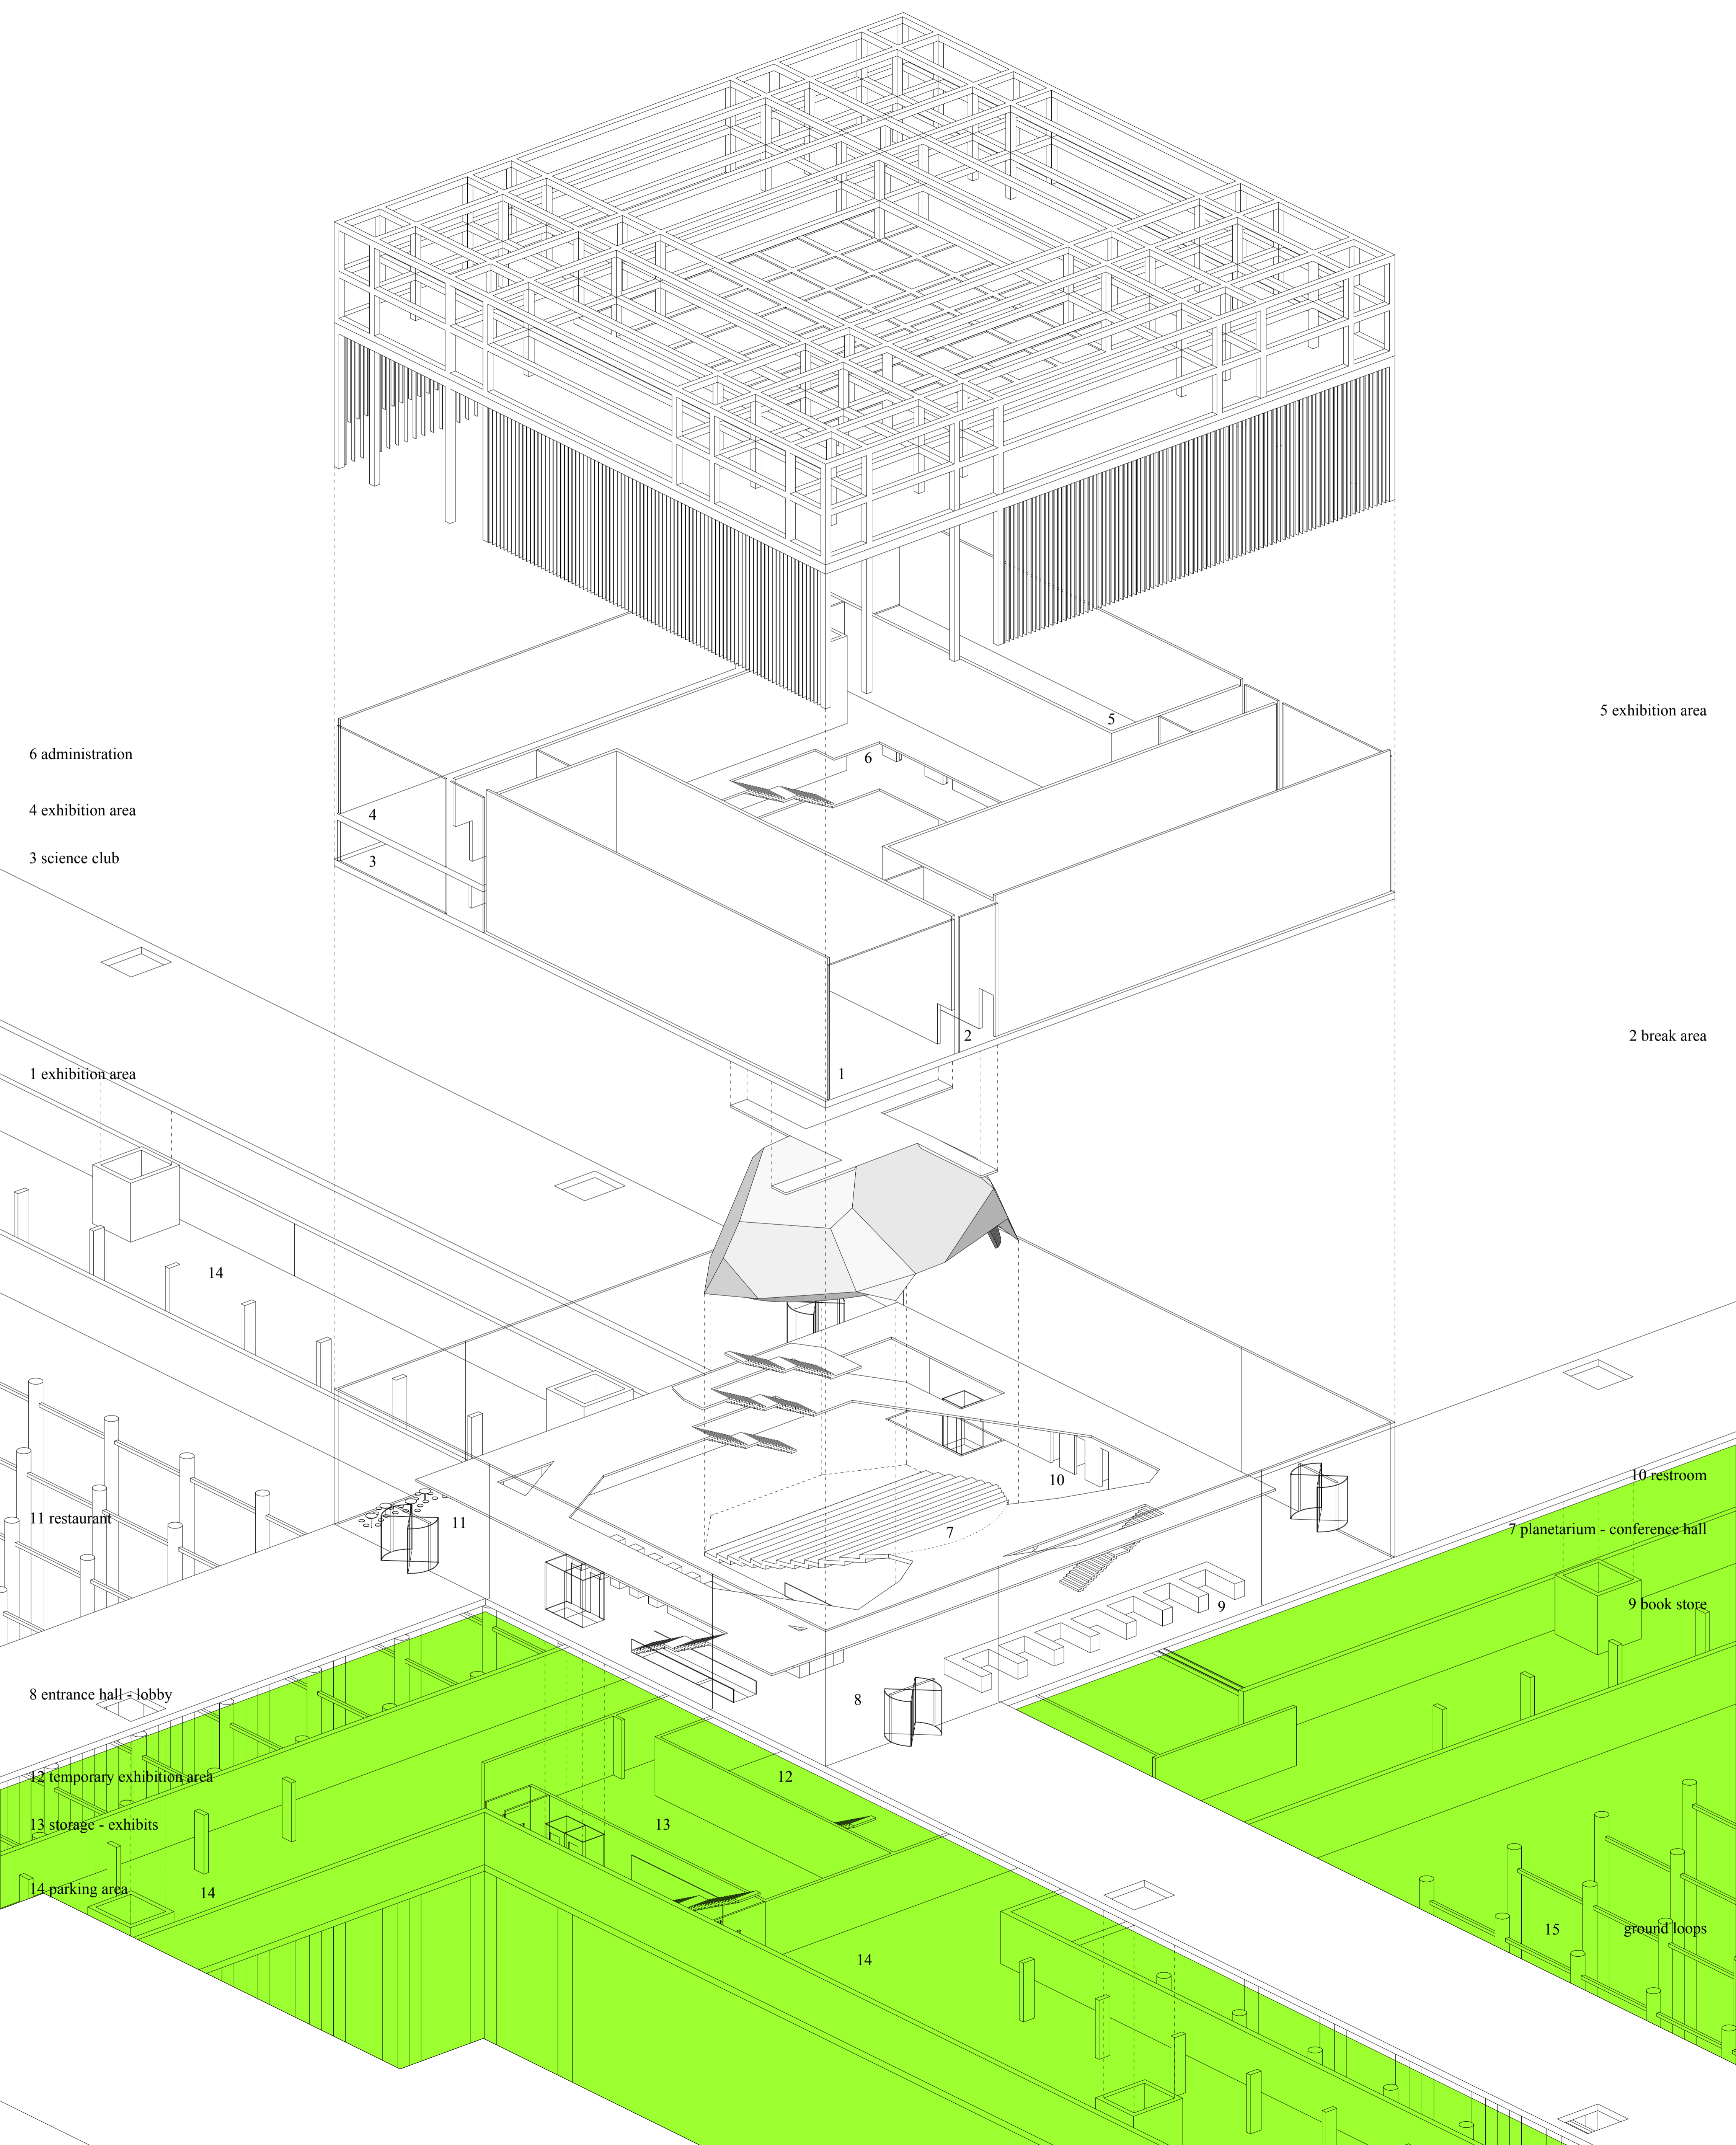 5
5 exhibition area
6 administration
6
4 exhibition area
4
3 science club
3
2
2 break area
1 exhibition area
1
14
10 restroom
10
11 restaurant
11
7
7 planetarium - conference hall
9 book store
9
8 entrance hall - lobby
8
12 temporary exhibition area
12
13 storage - exhibits
13
14 parking area
14
15
ground loops
14